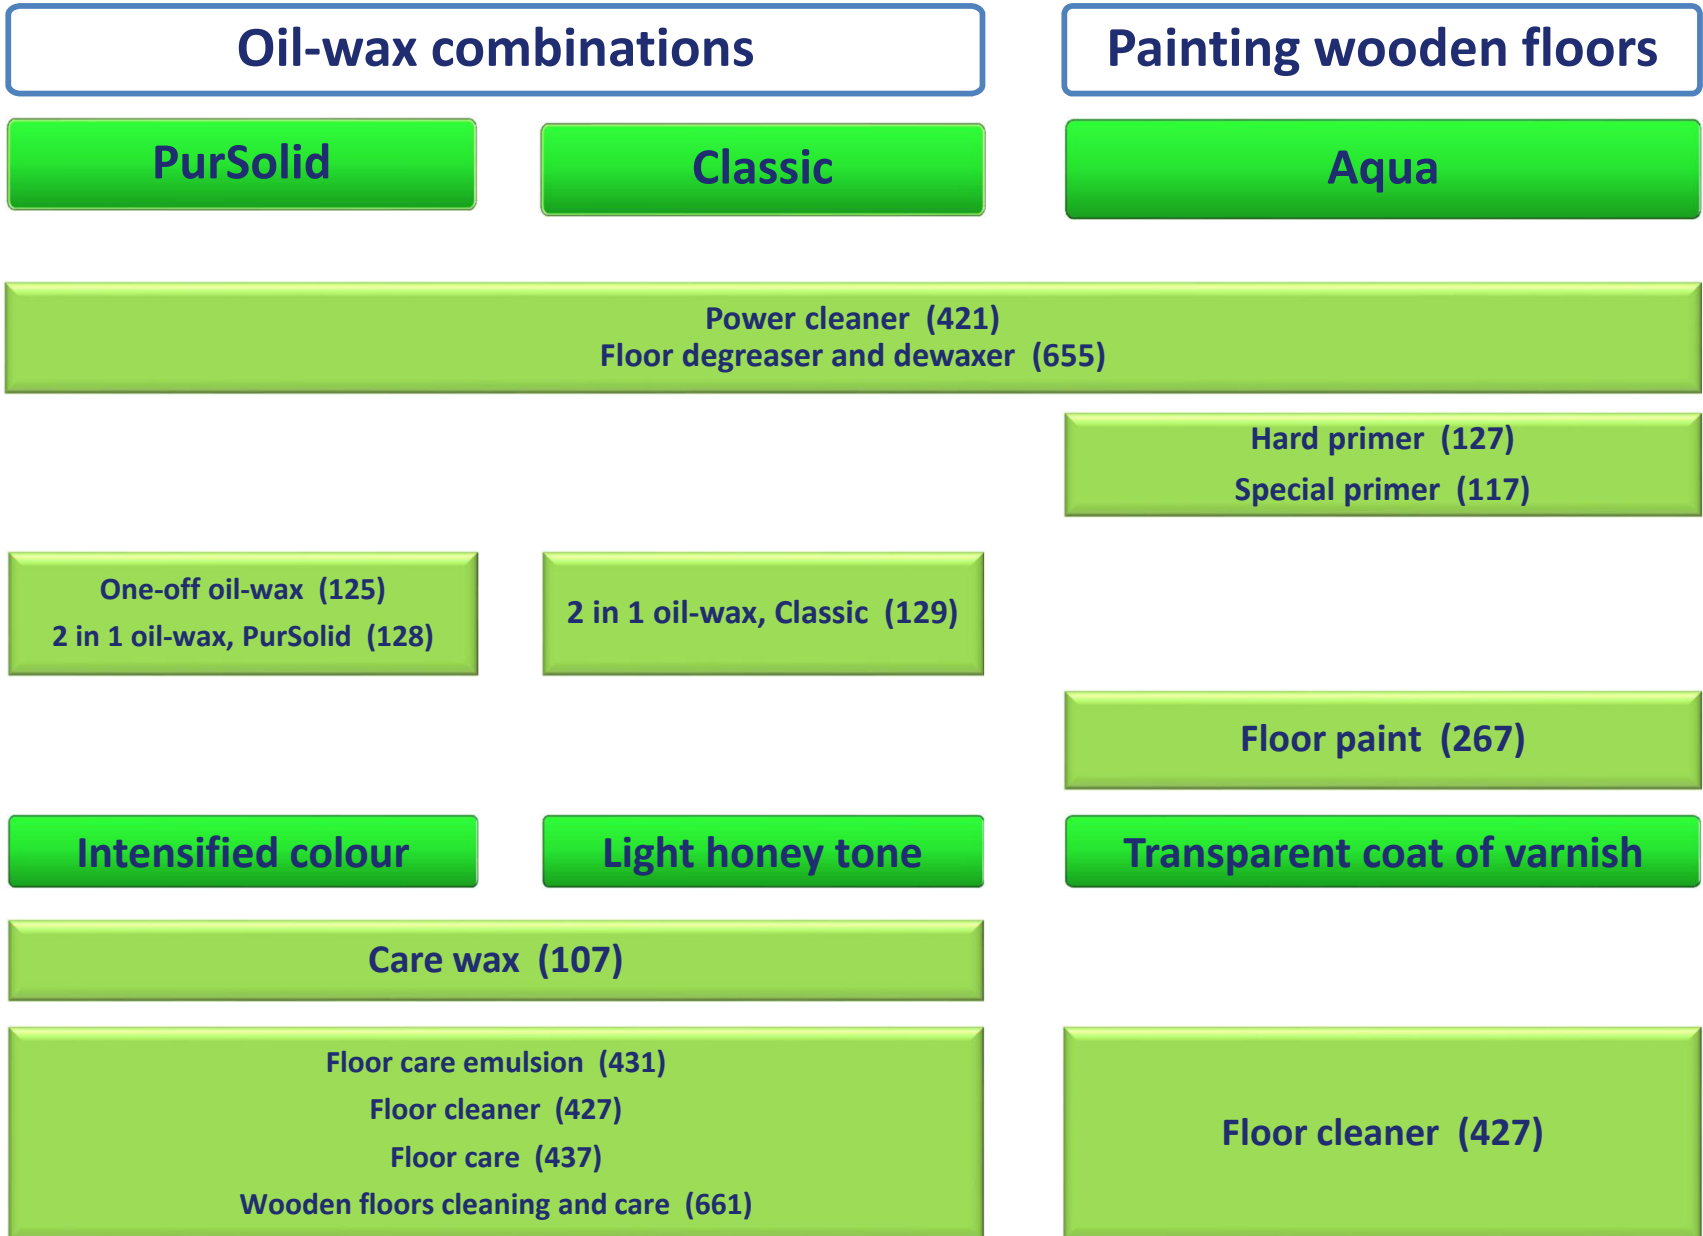 Oil-wax combinations
Painting wooden floors
PurSolid
Classic
Aqua
Power cleaner (421)
Floor degreaser and dewaxer (655)
Hard primer (127)
Special primer (117)
One-off oil-wax (125)
2 in 1 oil-wax, PurSolid (128)
2 in 1 oil-wax, Classic (129)
Floor paint (267)
Intensified colour
Light honey tone
Transparent coat of varnish
Care wax (107)
Floor care emulsion (431)
Floor cleaner (427)
Floor care (437)
Wooden floors cleaning and care (661)
Floor cleaner (427)